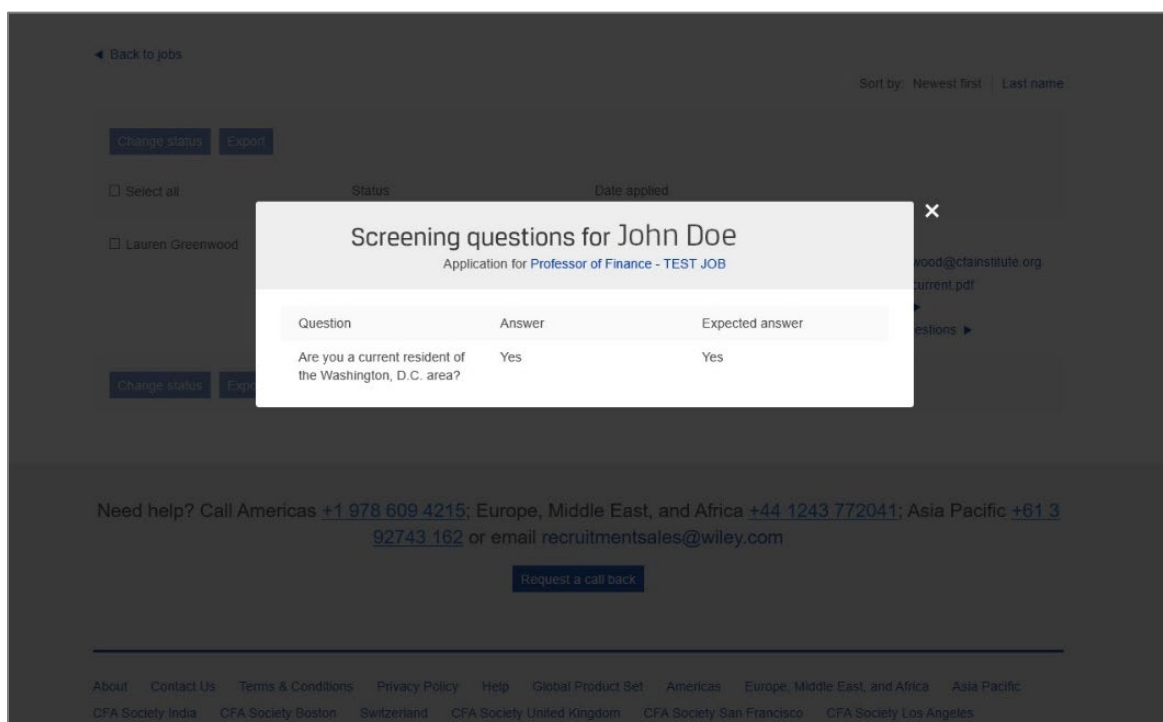 ◄ Back to jobs
Sort by: Newest first | Last name
Change status Export
☐ Select all Status Date applied
☐ Lauren Greenwood
wood@cfainstitute.org
current.pdf
►
estions ►
×
Screening questions for John Doe
Application for Professor of Finance - TEST JOB
Question Answer Expected answer
Are you a current resident of Yes Yes
the Washington, D.C. area?
Change status Expo
Need help? Call Americas +1 978 609 4215; Europe, Middle East, and Africa +44 1243 772041; Asia Pacific +61 3
92743 162 or email recruitmentsales@wiley.com
Request a call back
About Contact Us Terms & Conditions Privacy Policy Help Global Product Set Americas Europe, Middle East, and Africa Asia Pacific
CFA Society India CFA Society Boston Switzerland CFA Society United Kingdom CFA Society San Francisco CFA Society Los Angeles